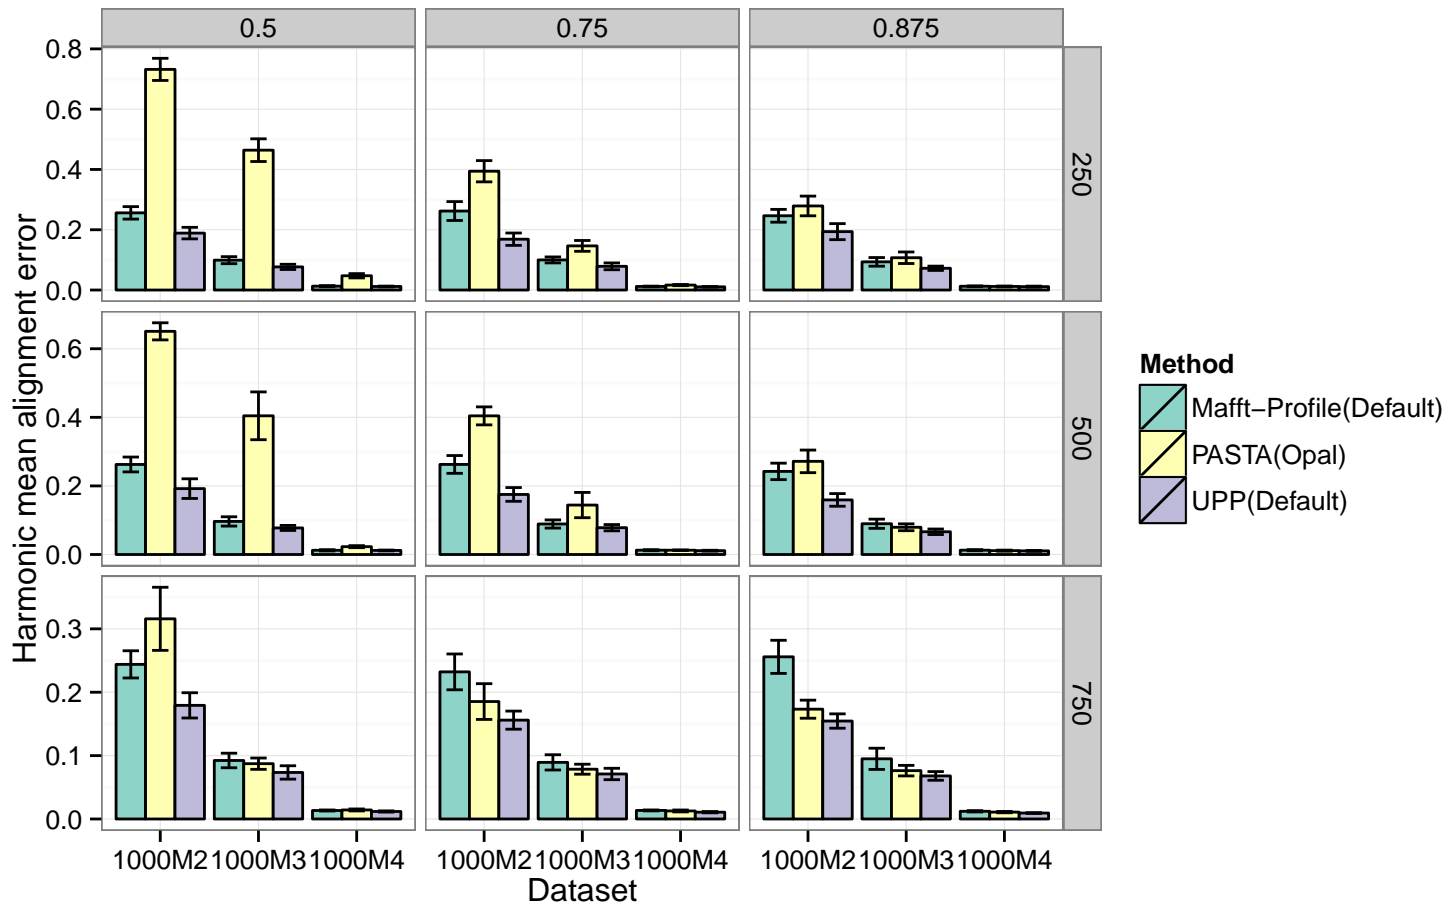 0.5 0.75 0.875
Harmonic mean alignment error
0.8
0.6
0.4
0.2
0.0
250
0.6
0.4
0.2
0.0
500
0.3
0.2
0.1
0.0
750
1000M2 1000M3 1000M4 1000M2 1000M3 1000M4 1000M2 1000M3 1000M4
Dataset
Method
Mafft−Profile(Default)
PASTA(Opal)
UPP(Default)